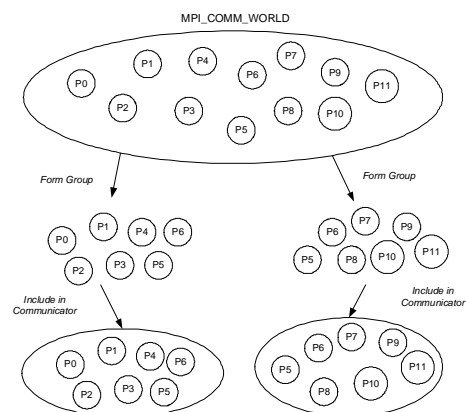 MPI_COMM_WORLD
P0
P1
P4
P6
P7
P9
P11
P2
P3
P5
P8
P10
Form Group
Form Group
P0
P1
P4
P6
P2
P3
P5
P6
P7
P9
P5
P8
P10
P11
Include in
Communicator
Include in
Communicator
P0
P1
P4
P6
P2
P3
P5
P5
P6
P7
P9
P11
P8
P10